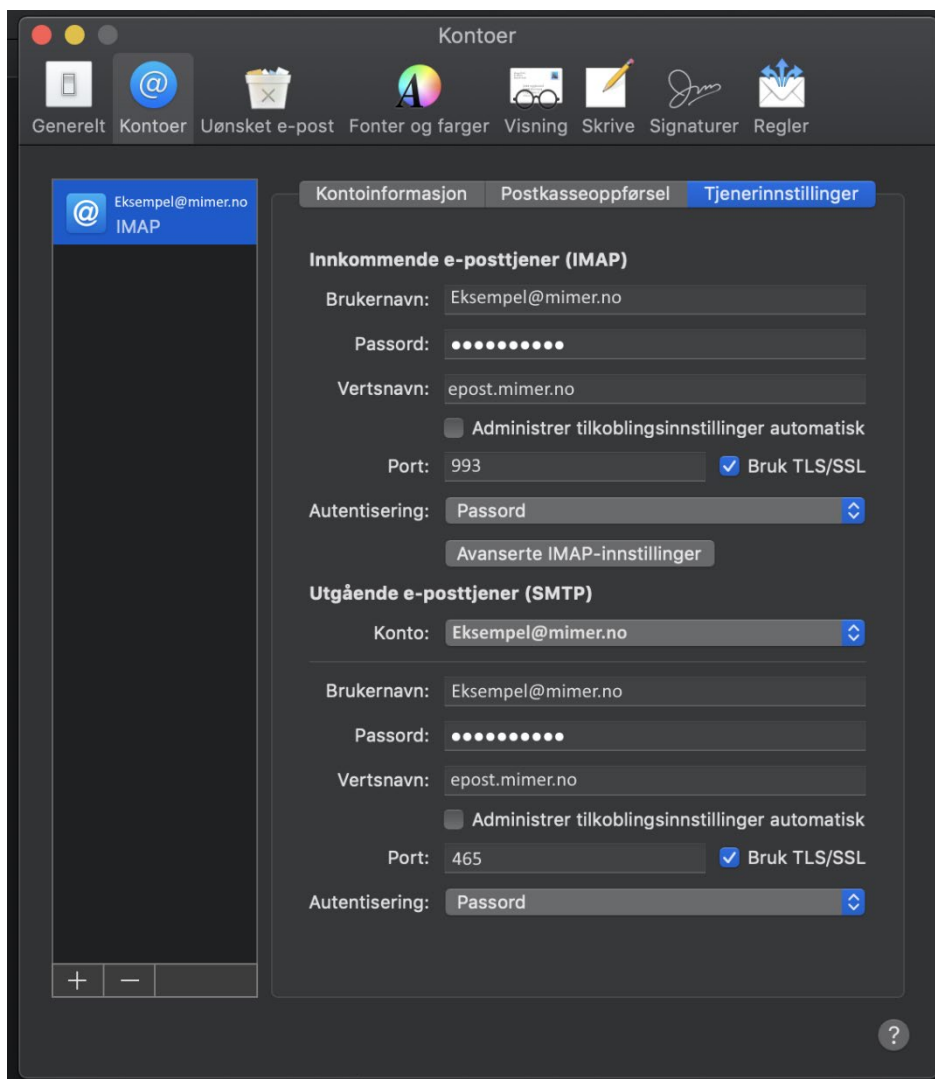 Kontoer
Generelt Kontoer Uønsket e-post Fonter og farger Visning Skrive Signaturer Regler
Eksempel@mimer.no
IMAP
Kontoinformasjon Postkasseoppførsel Tjenerinnstillinger
Innkommende e-posttjener (IMAP)
Brukernavn: Eksempel@mimer.no
Passord: ••••••••••
Vertsnavn: epost.mimer.no
Administrer tilkoblingsinnstillinger automatisk
Port: 993 Bruk TLS/SSL
Autentisering: Passord
Avanserte IMAP-innstillinger
Utgående e-posttjener (SMTP)
Konto: Eksempel@mimer.no
Brukernavn: Eksempel@mimer.no
Passord: ••••••••••
Vertsnavn: epost.mimer.no
Administrer tilkoblingsinnstillinger automatisk
Port: 465 Bruk TLS/SSL
Autentisering: Passord
?